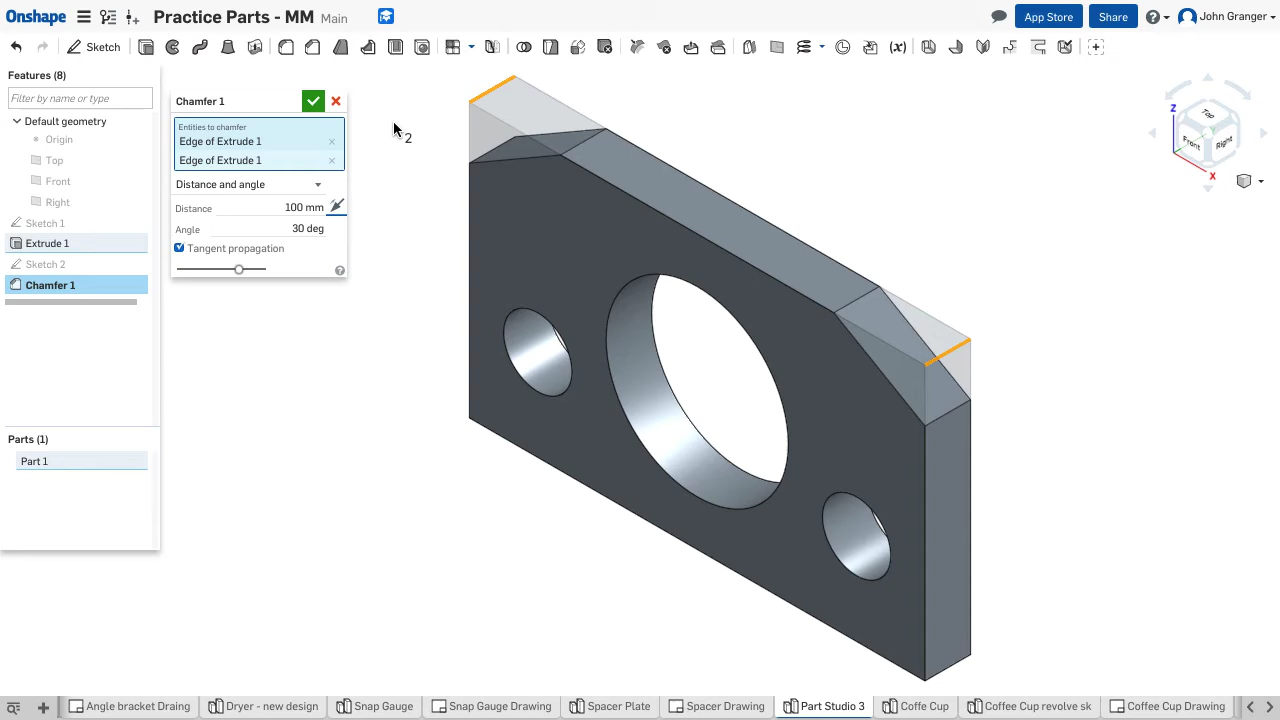 Onshape
Practice Parts - MM
Main
App Store
Share
John Granger
Sketch
(x)
Features (8)
Filter by name or type
Default geometry
Origin
Top
Front
Right
Sketch 1
Extrude 1
Sketch 2
Chamfer 1
Parts (1)
Part 1
Chamfer 1
Entities to chamfer
Edge of Extrude 1
Edge of Extrude 1
Distance and angle
Distance 100 mm
Angle 30 deg
Tangent propagation
2
Z
Top
Front
Right
X
Angle bracket Draing
Dryer - new design
Snap Gauge
Snap Gauge Drawing
Spacer Plate
Spacer Drawing
Part Studio 3
Coffe Cup
Coffee Cup revolve sk
Coffee Cup Drawing